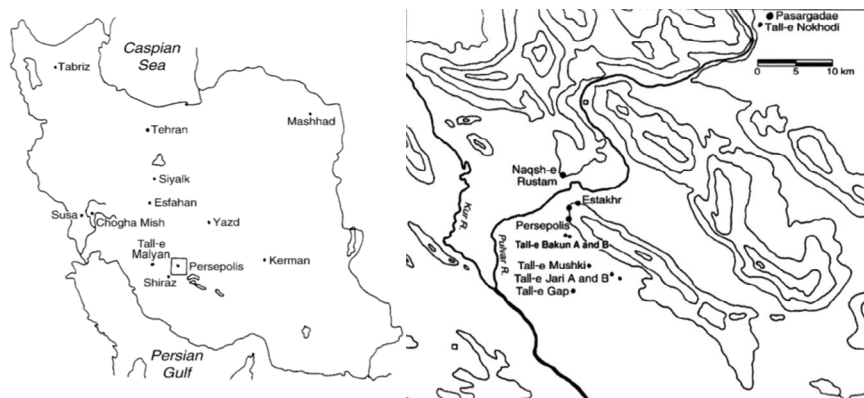 Caspian
Sea
Tabriz
Mashhad
Tehran
Siyalk
Esfahan
Susa
Chogha Mish
Yazd
Tall-e
Malyan
Persepolis
Kerman
Shiraz
Persian
Gulf
Pasargadae
Tall-e Nokhodi
0 5 10 km
Naqsh-e
Rustam
Estakhr
Persepolis
Tall-e Bakun A and B
Kur R.
Pulvar R.
Tall-e Mushki
Tall-e Jari A and B
Tall-e Gap